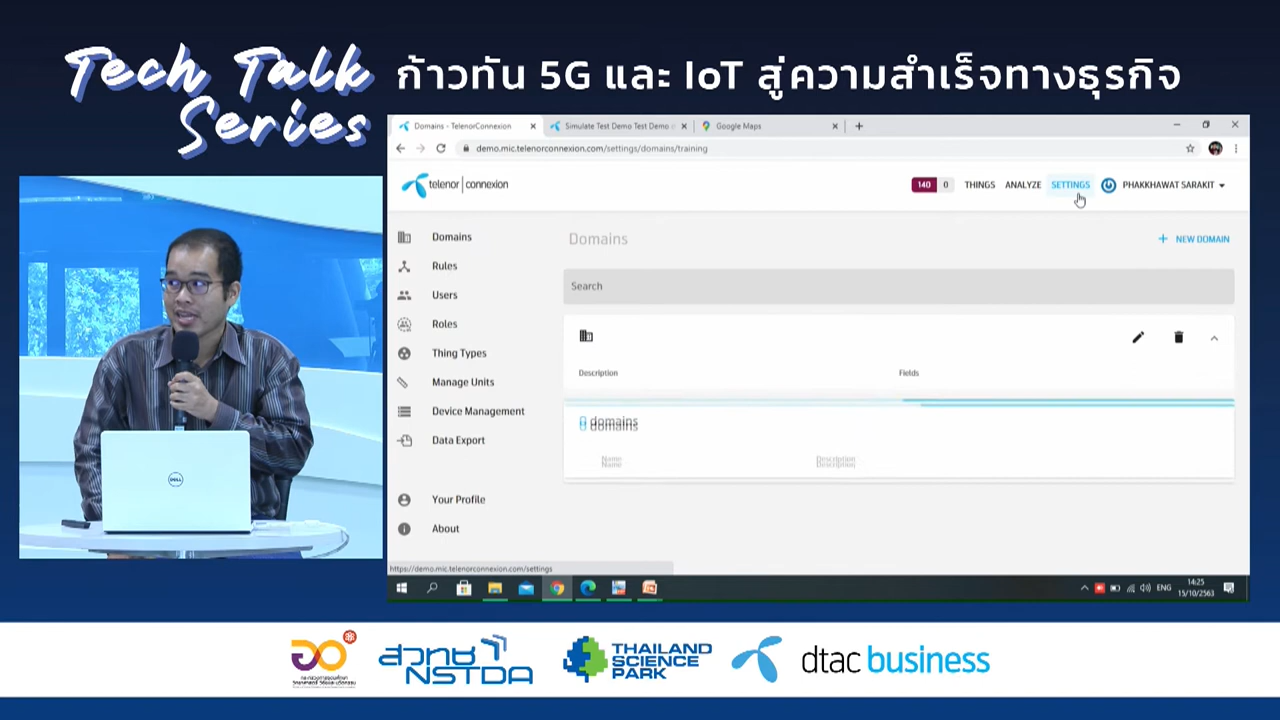 Tech Talk
Series
ก้าวทัน 5G และ IoT สู่ความสำเร็จทางธุรกิจ
Domains - TelenorConnexion
Simulate Test Demo Test Demo
Google Maps
demo.mic.telenorconnexion.com/settings/domains/training
telenor connexion
140 0 THINGS ANALYZE SETTINGS PHAKKHAWAT SARAKIT
Domains
Rules
Users
Roles
Thing Types
Manage Units
Device Management
Data Export
Your Profile
About
Domains
NEW DOMAIN
Search
Description Fields
domains
Name Description
https://demo.mic.telenorconnexion.com/settings
ENG 14:25
15/10/2563
DELL
สวทช
NSTDA
THAILAND
SCIENCE
PARK
dtac business